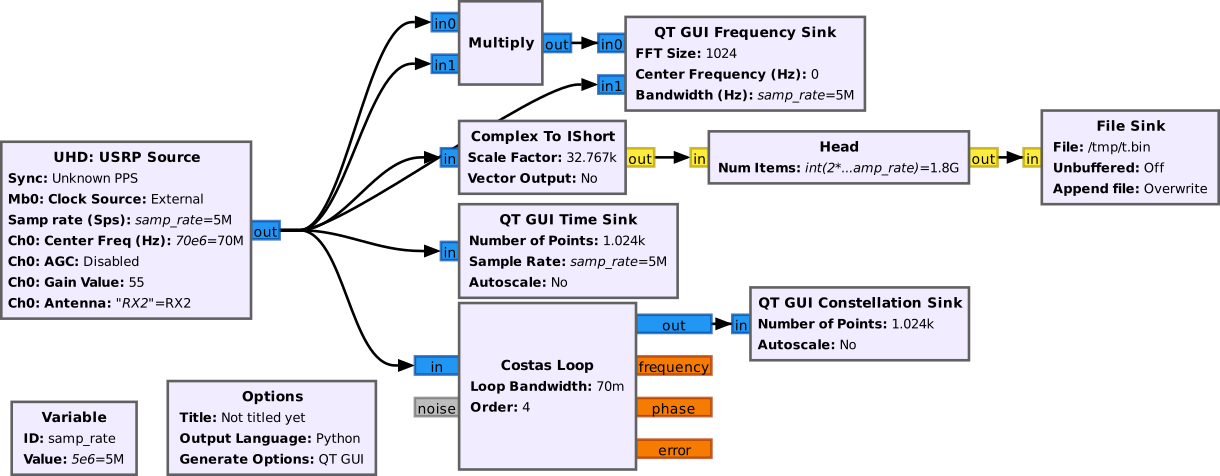 in0
Multiply
in1
out
in0
in1
QT GUI Frequency Sink
FFT Size: 1024
Center Frequency (Hz): 0
Bandwidth (Hz): samp_rate=5M
UHD: USRP Source
Sync: Unknown PPS
Mb0: Clock Source: External
Samp rate (Sps): samp_rate=5M
Ch0: Center Freq (Hz): 70e6=70M
Ch0: AGC: Disabled
Ch0: Gain Value: 55
Ch0: Antenna: "RX2"=RX2
out
in
Complex To IShort
Scale Factor: 32.767k
Vector Output: No
out
in
Head
Num Items: int(2*...amp_rate)=1.8G
out
in
File Sink
File: /tmp/t.bin
Unbuffered: Off
Append file: Overwrite
in
QT GUI Time Sink
Number of Points: 1.024k
Sample Rate: samp_rate=5M
Autoscale: No
in
noise
Costas Loop
Loop Bandwidth: 70m
Order: 4
out
frequency
phase
error
in
QT GUI Constellation Sink
Number of Points: 1.024k
Autoscale: No
Variable
ID: samp_rate
Value: 5e6=5M
Options
Title: Not titled yet
Output Language: Python
Generate Options: QT GUI